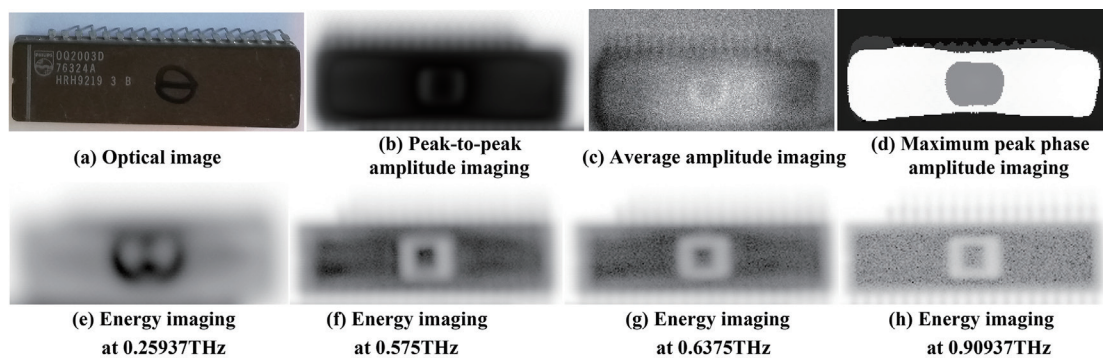 PHILIPS
OQ2003D
76324A
HRH9219 3 B
(a) Optical image
(b) Peak-to-peak
amplitude imaging
(c) Average amplitude imaging
(d) Maximum peak phase
amplitude imaging
(e) Energy imaging
at 0.25937THz
(f) Energy imaging
at 0.575THz
(g) Energy imaging
at 0.6375THz
(h) Energy imaging
at 0.90937THz